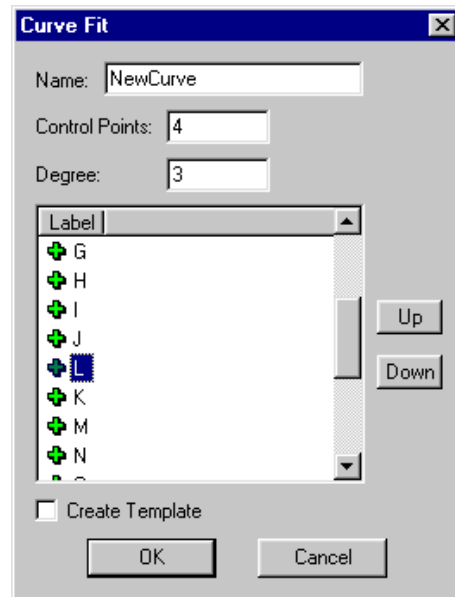 Curve Fit
Name: NewCurve
Control Points: 4
Degree: 3
Label
G
H
I
J
L
K
M
N
Up
Down
Create Template
OK Cancel